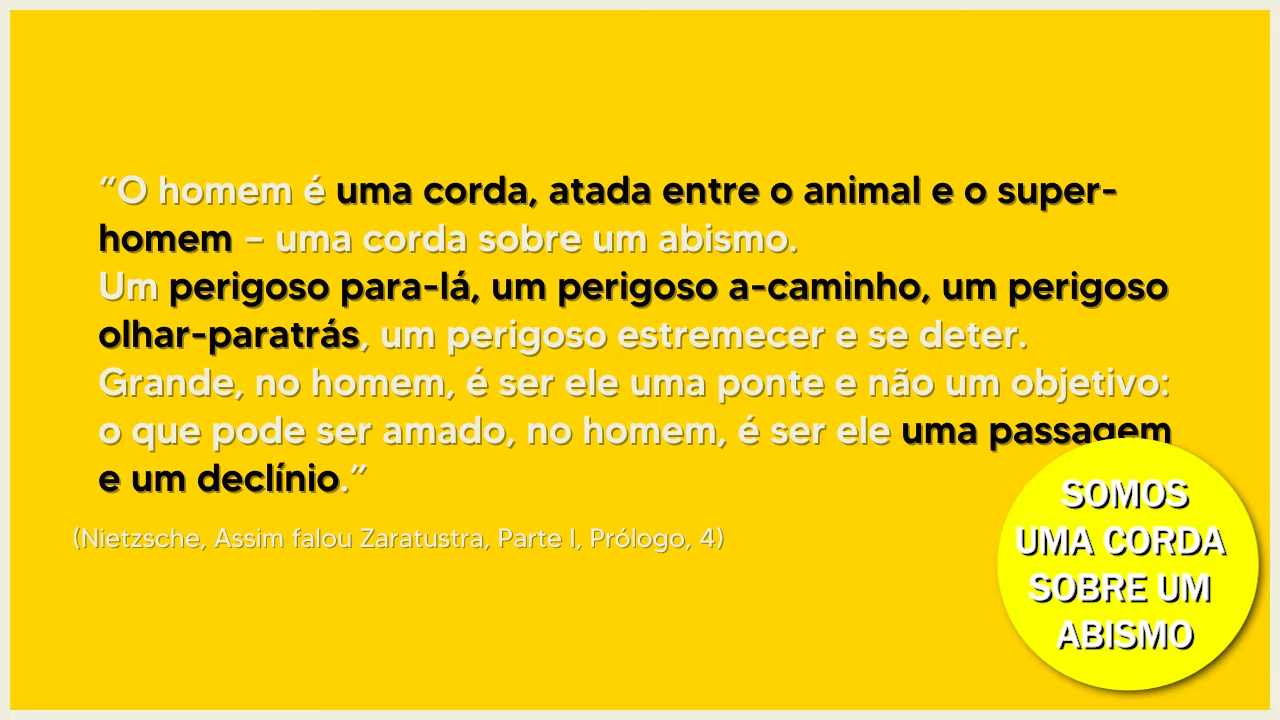 “O homem é uma corda, atada entre o animal e o super-
homem – uma corda sobre um abismo.
Um perigoso para-lá, um perigoso a-caminho, um perigoso
olhar-paratrás, um perigoso estremecer e se deter.
Grande, no homem, é ser ele uma ponte e não um objetivo:
o que pode ser amado, no homem, é ser ele uma passagem
e um declínio.”
(Nietzsche, Assim falou Zaratustra, Parte I, Prólogo, 4)
SOMOS
UMA CORDA
SOBRE UM
ABISMO